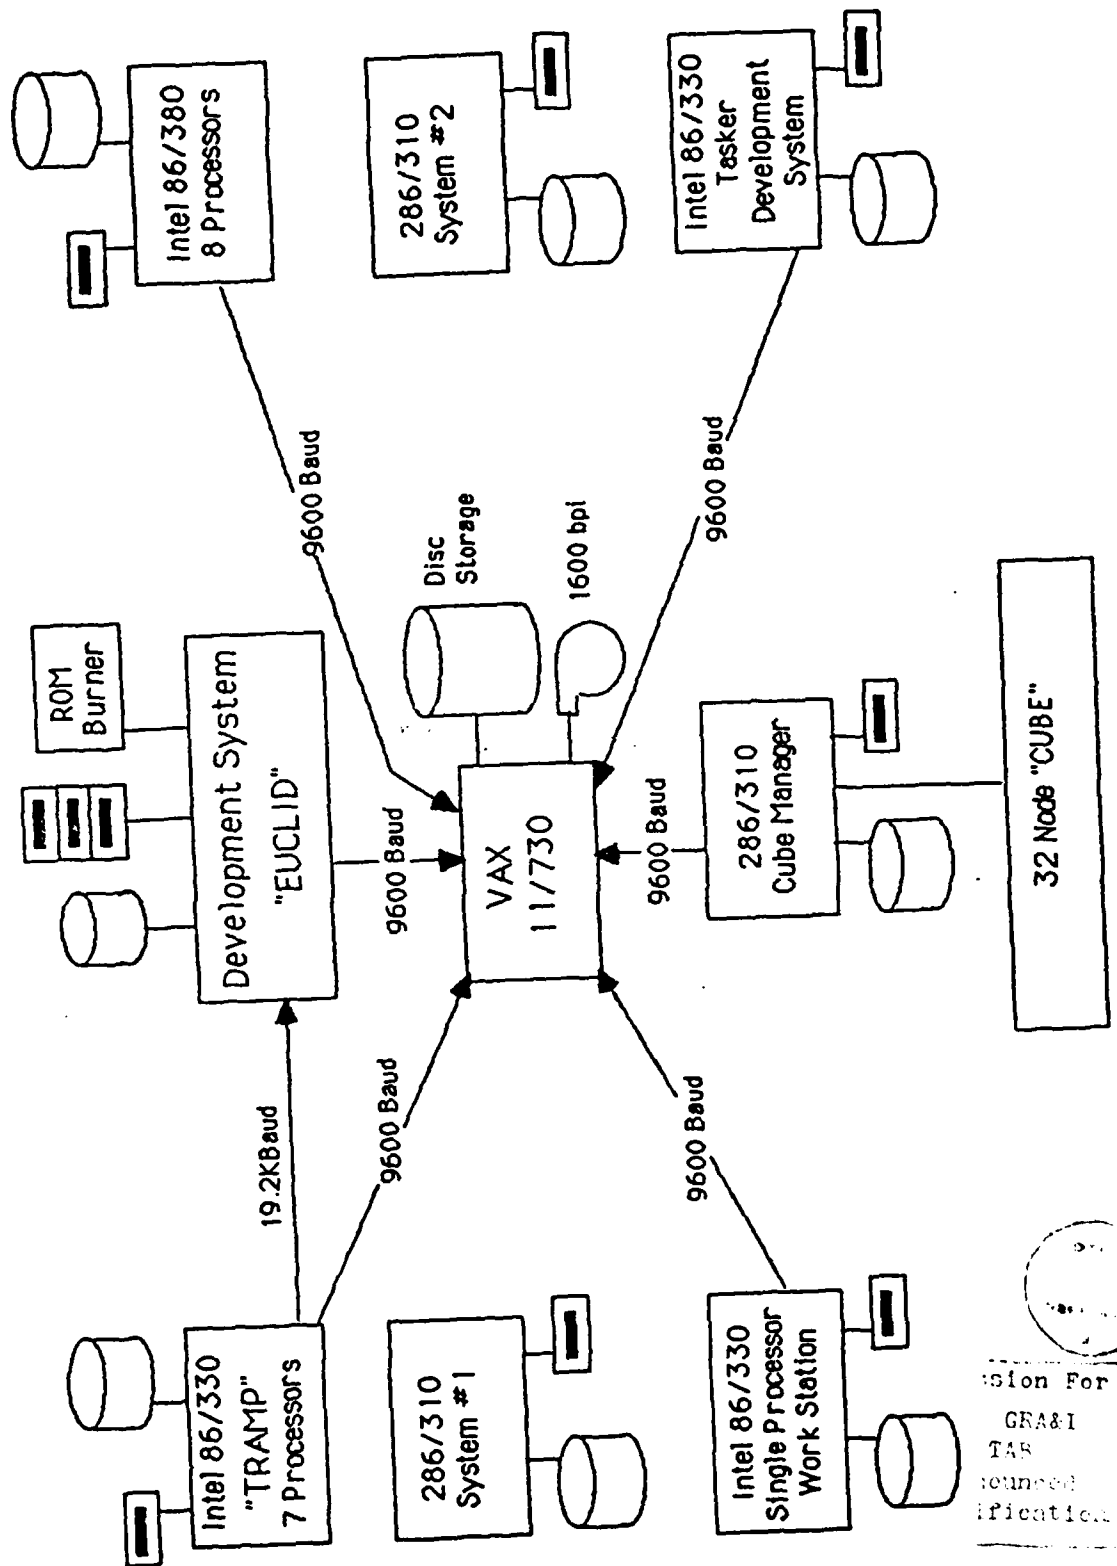 Intel 86/330
"TRAMP"
7 Processors
286/310
System #1
Intel 86/330
Single Processor
Work Station
19.2KBaud
9600 Baud
9600 Baud
ROM
Burner
Development System
"EUCLID"
9600 Baud
VAX
11/730
Disc
Storage
1600 bpi
9600 Baud
286/310
Cube Manager
32 Node "CUBE"
9600 Baud
9600 Baud
Intel 86/380
8 Processors
286/310
System #2
Intel 86/330
Tasker
Development
System
For
GRA&I
TAB